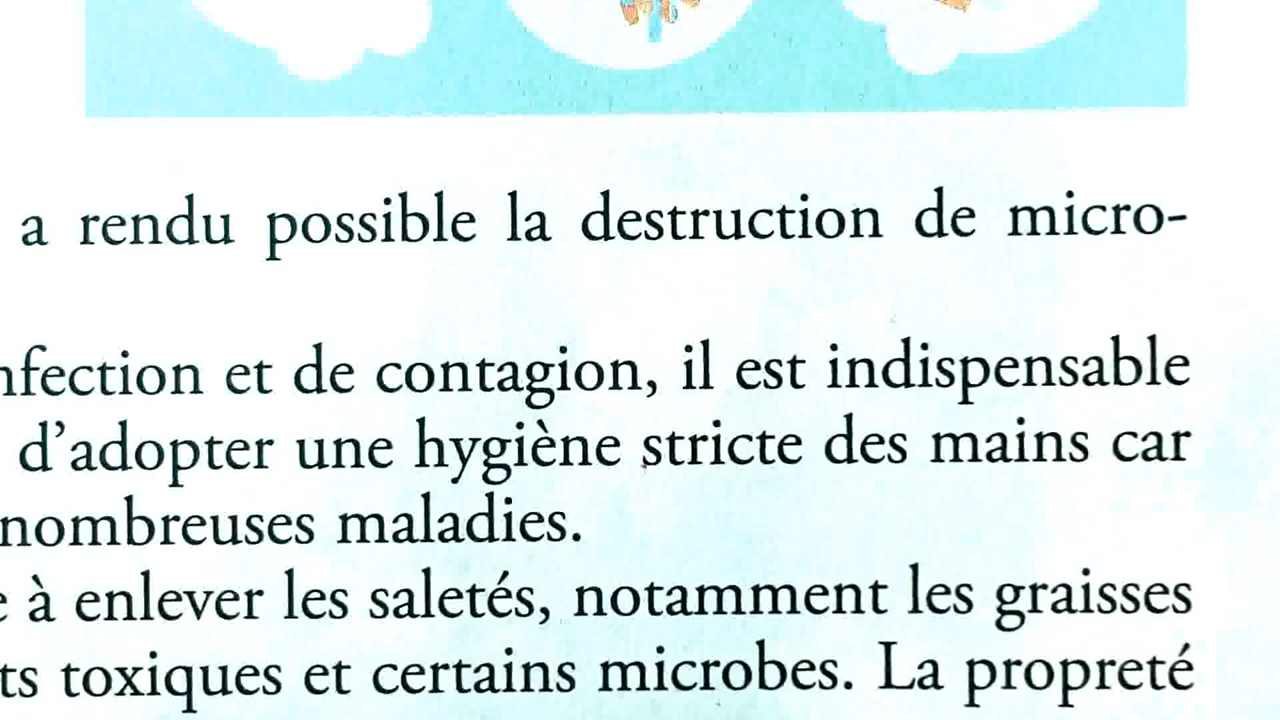 a rendu possible la destruction de micro-
nfection et de contagion, il est indispensable
d'adopter une hygiène stricte des mains car
nombreuses maladies.
à enlever les saletés, notamment les graisses
ts toxiques et certains microbes. La propreté